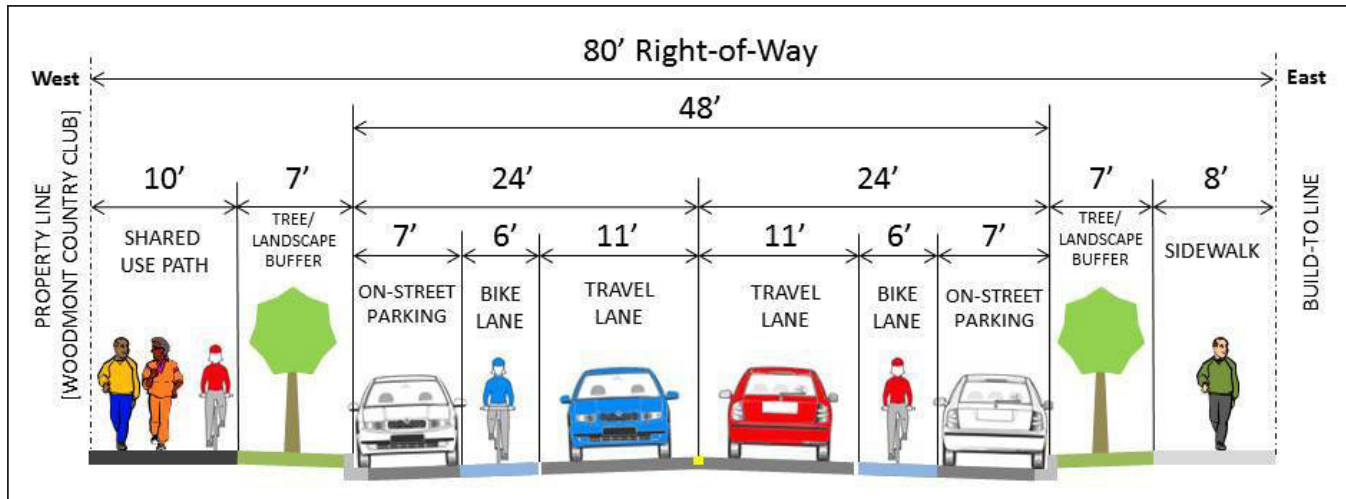 80’ Right-of-Way
West
East
48’
10’
7’
24’
24’
7’
8’
PROPERTY LINE
[WOODMONT COUNTRY CLUB]
SHARED
USE PATH
TREE/
LANDSCAPE
BUFFER
7’
6’
11’
11’
6’
7’
TREE/
LANDSCAPE
BUFFER
SIDEWALK
BUILD-TO LINE
ON-STREET
PARKING
BIKE
LANE
TRAVEL
LANE
TRAVEL
LANE
BIKE
LANE
ON-STREET
PARKING